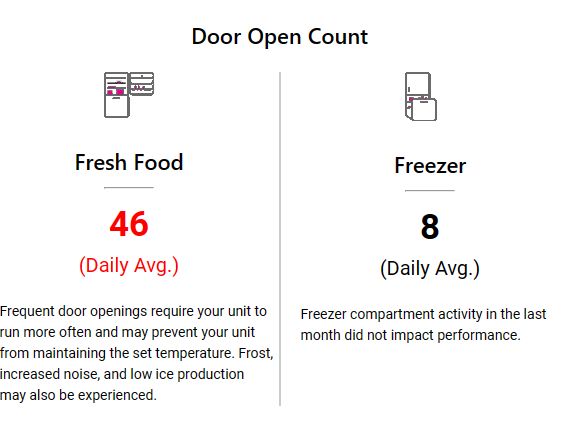 Door Open Count
Fresh Food
46
(Daily Avg.)
Frequent door openings require your unit to
run more often and may prevent your unit
from maintaining the set temperature. Frost,
increased noise, and low ice production
may also be experienced.
Freezer
8
(Daily Avg.)
Freezer compartment activity in the last
month did not impact performance.